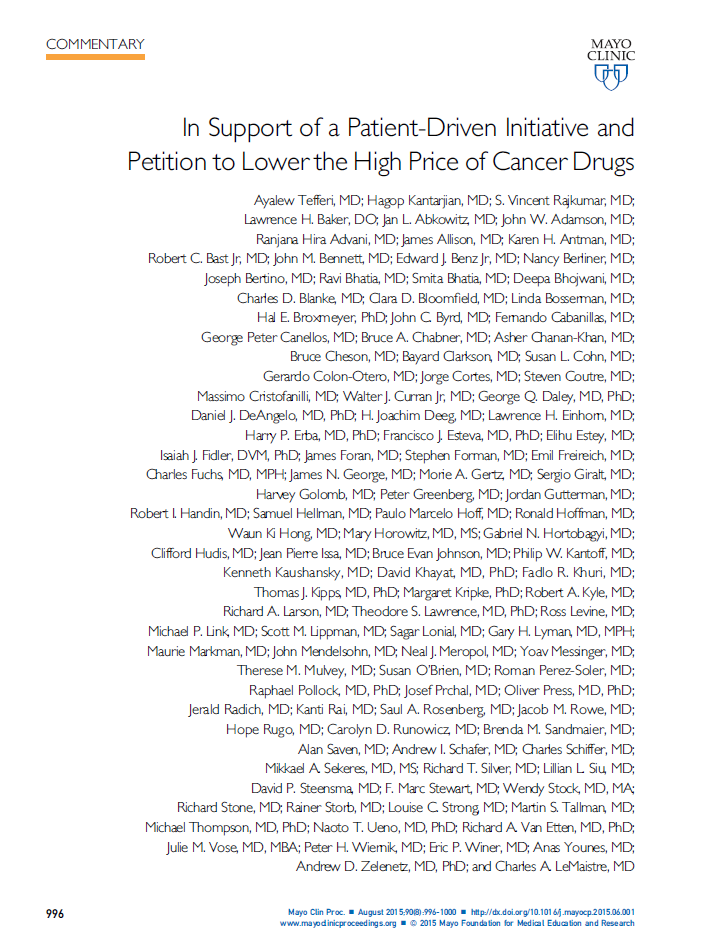 COMMENTARY
MAYO
CLINIC
In Support of a Patient-Driven Initiative and
Petition to Lower the High Price of Cancer Drugs
Ayalew Tefferi, MD; Hagop Kantarjian, MD; S. Vincent Rajkumar, MD;
Lawrence H. Baker, DO; Jan L. Abkowitz, MD; John W. Adamson, MD;
Ranjana Hira Advani, MD; James Allison, MD; Karen H. Antman, MD;
Robert C. Bast Jr, MD; John M. Bennett, MD; Edward J. Benz Jr, MD; Nancy Berliner, MD;
Joseph Bertino, MD; Ravi Bhatia, MD; Smita Bhatia, MD; Deepa Bhojwani, MD;
Charles D. Blanke, MD; Clara D. Bloomfield, MD; Linda Bosserman, MD;
Hal E. Broxmeyer, PhD; John C. Byrd, MD; Fernando Cabanillas, MD;
George Peter Canellos, MD; Bruce A. Chabner, MD; Asher Chanan-Khan, MD;
Bruce Cheson, MD; Bayard Clarkson, MD; Susan L. Cohn, MD;
Gerardo Colon-Otero, MD; Jorge Cortes, MD; Steven Coutre, MD;
Massimo Cristofanilli, MD; Walter J. Curran Jr, MD; George Q. Daley, MD, PhD;
Daniel J. DeAngelo, MD, PhD; H. Joachim Deeg, MD; Lawrence H. Einhorn, MD;
Harry P. Erba, MD, PhD; Francisco J. Esteva, MD, PhD; Elihu Estey, MD;
Isaiah J. Fidler, DVM, PhD; James Foran, MD; Stephen Forman, MD; Emil Freireich, MD;
Charles Fuchs, MD, MPH; James N. George, MD; Morie A. Gertz, MD; Sergio Giralt, MD;
Harvey Golomb, MD; Peter Greenberg, MD; Jordan Gutterman, MD;
Robert I. Handin, MD; Samuel Hellman, MD; Paulo Marcelo Hoff, MD; Ronald Hoffman, MD;
Waun Ki Hong, MD; Mary Horowitz, MD, MS; Gabriel N. Hortobagyi, MD;
Clifford Hudis, MD; Jean Pierre Issa, MD; Bruce Evan Johnson, MD; Philip W. Kantoff, MD;
Kenneth Kaushansky, MD; David Khayat, MD, PhD; Fadlo R. Khuri, MD;
Thomas J. Kipps, MD, PhD; Margaret Kripke, PhD; Robert A. Kyle, MD;
Richard A. Larson, MD; Theodore S. Lawrence, MD, PhD; Ross Levine, MD;
Michael P. Link, MD; Scott M. Lippman, MD; Sagar Lonial, MD; Gary H. Lyman, MD, MPH;
Maurie Markman, MD; John Mendelsohn, MD; Neal J. Meropol, MD; Yoav Messinger, MD;
Therese M. Mulvey, MD; Susan O'Brien, MD; Roman Perez-Soler, MD;
Raphael Pollock, MD, PhD; Josef Prchal, MD; Oliver Press, MD, PhD;
Jerald Radich, MD; Kanti Rai, MD; Saul A. Rosenberg, MD; Jacob M. Rowe, MD;
Hope Rugo, MD; Carolyn D. Runowicz, MD; Brenda M. Sandmaier, MD;
Alan Saven, MD; Andrew I. Schafer, MD; Charles Schiffer, MD;
Mikkael A. Sekeres, MD, MS; Richard T. Silver, MD; Lillian L. Siu, MD;
David P. Steensma, MD; F. Marc Stewart, MD; Wendy Stock, MD, MA;
Richard Stone, MD; Rainer Storb, MD; Louise C. Strong, MD; Martin S. Tallman, MD;
Michael Thompson, MD, PhD; Naoto T. Ueno, MD, PhD; Richard A. Van Etten, MD, PhD;
Julie M. Vose, MD, MBA; Peter H. Wiernik, MD; Eric P. Winer, MD; Anas Younes, MD;
Andrew D. Zelenetz, MD, PhD; and Charles A. LeMaistre, MD
996
Mayo Clin Proc. ■ August 2015;90(8):996-1000 ■ http://dx.doi.org/10.1016/j.mayocp.2015.06.001
www.mayoclinicproceedings.org ■ © 2015 Mayo Foundation for Medical Education and Research